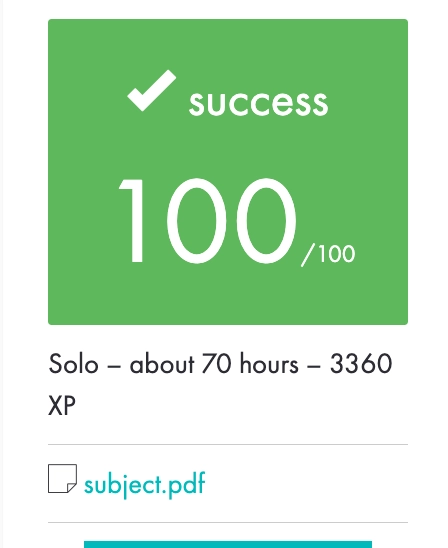 success
100/100
Solo – about 70 hours – 3360
XP
subject.pdf